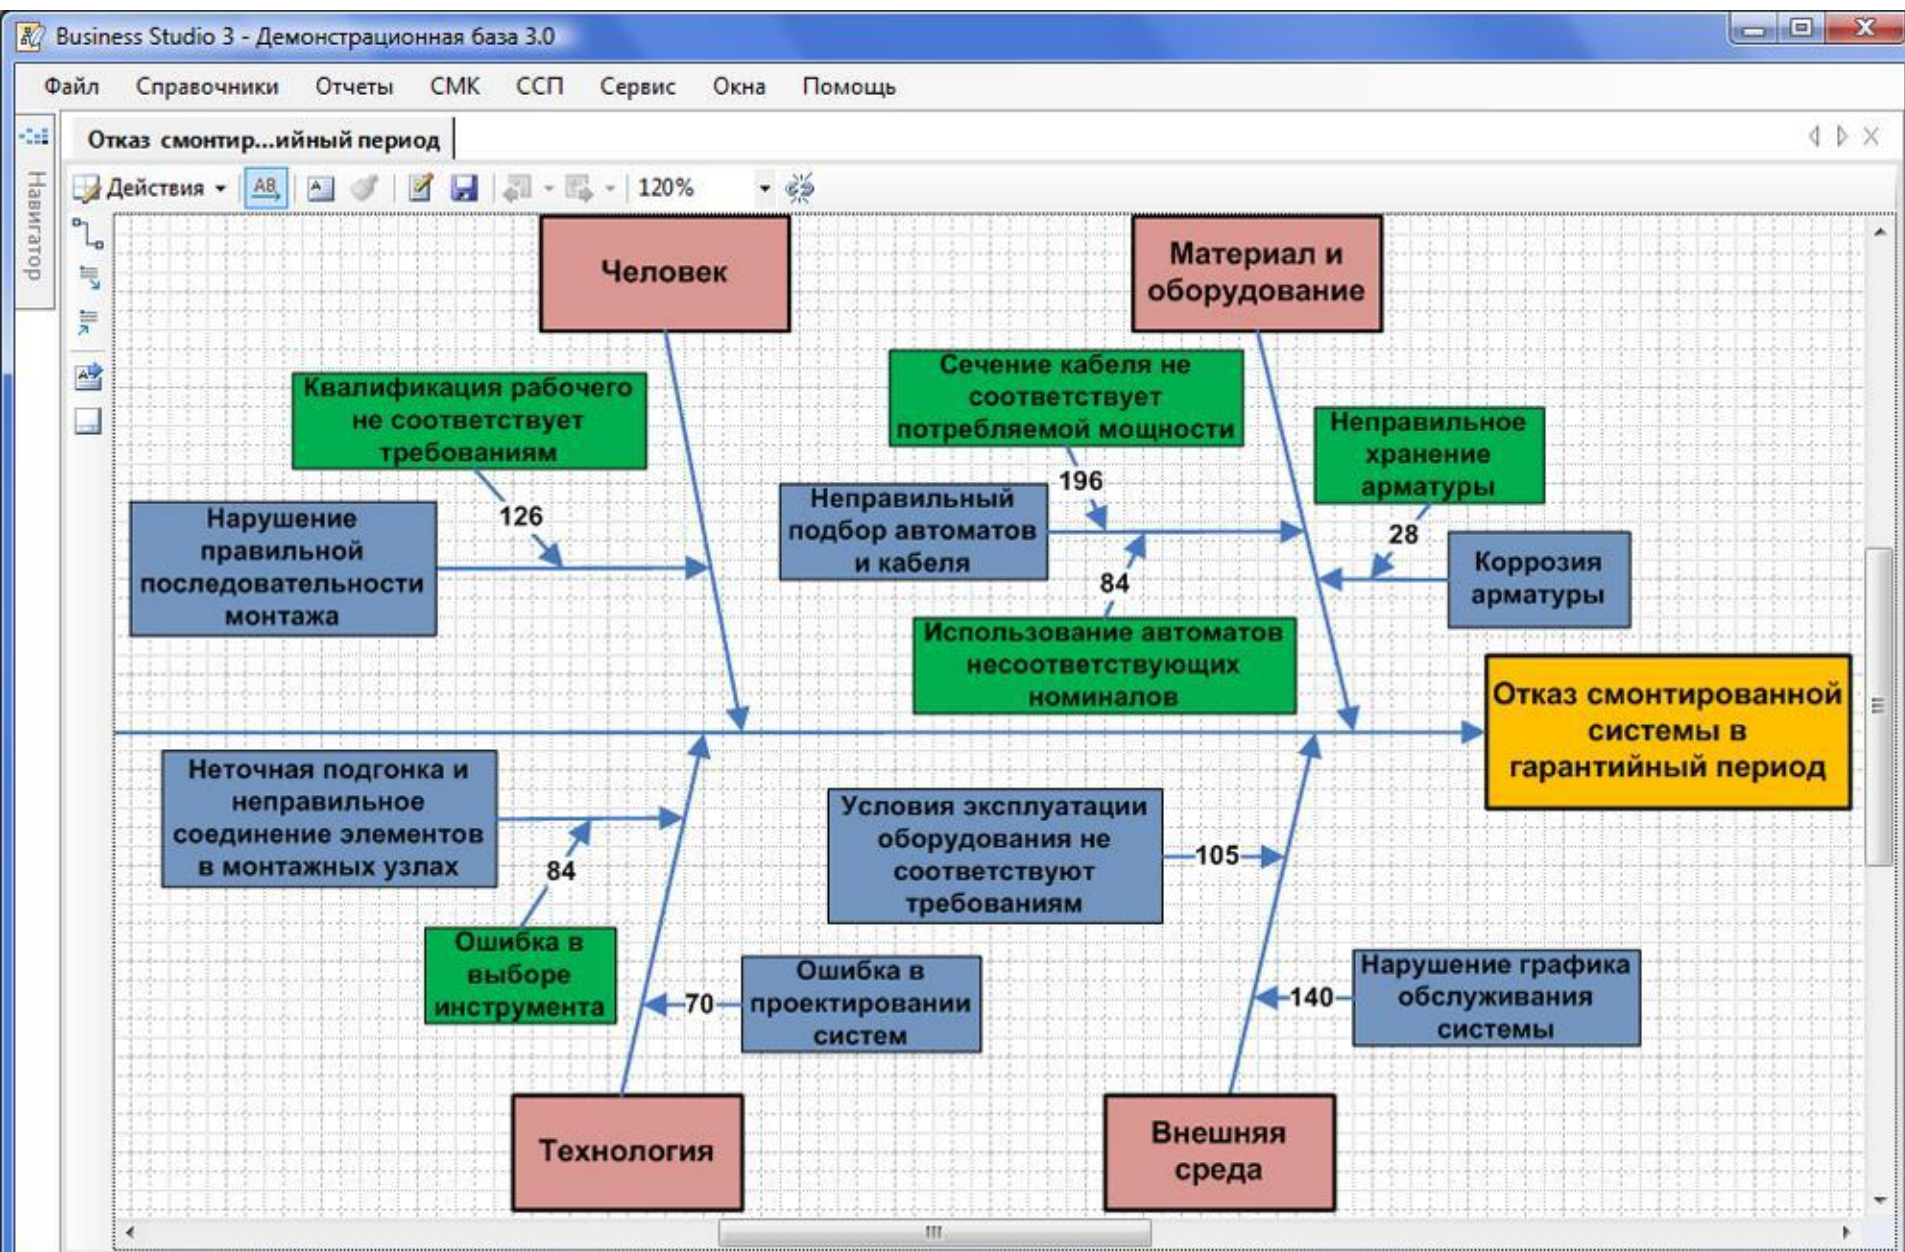 Business Studio 3 - Демонстрационная база 3.0
Файл Справочники Отчеты СМК ССП Сервис Окна Помощь
Навигатор
Отказ смонтир...ийный период
Действия AB A 120%
Человек
Материал и
оборудование
Квалификация рабочего
не соответствует
требованиям
126
Нарушение
правильной
последовательности
монтажа
Сечение кабеля не
соответствует
потребляемой мощности
196
Неправильный
подбор автоматов
и кабеля
84
Использование автоматов
несоответствующих
номиналов
Неправильное
хранение
арматуры
28
Коррозия
арматуры
Отказ смонтированной
системы в
гарантийный период
Неточная подгонка и
неправильное
соединение элементов
в монтажных узлах
84
Ошибка в
выборе
инструмента
70
Ошибка в
проектировании
систем
Условия эксплуатации
оборудования не
соответствуют
требованиям
105
140
Нарушение графика
обслуживания
системы
Технология
Внешняя
среда